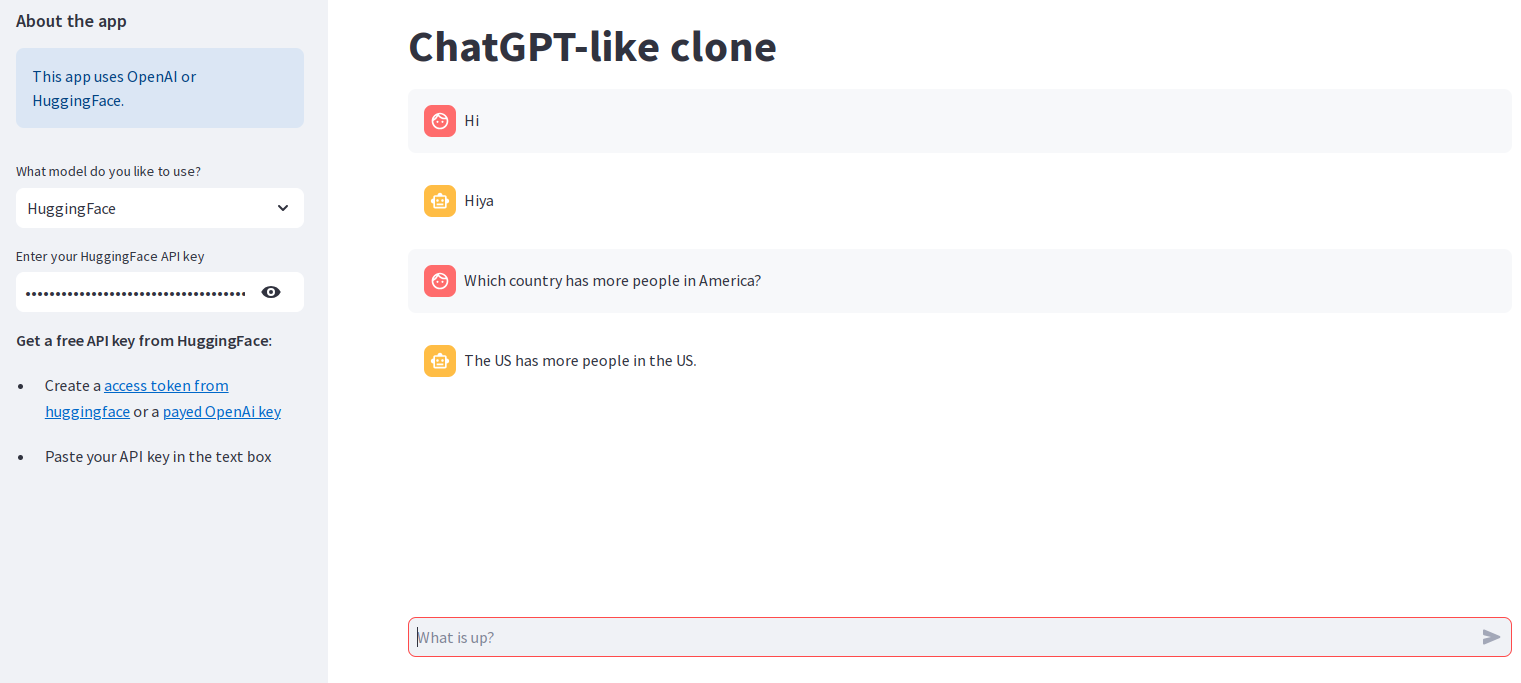 About the app
This app uses OpenAI or
HuggingFace.
What model do you like to use?
HuggingFace
Enter your HuggingFace API key
Get a free API key from HuggingFace:
Create a access token from
huggingface or a payed OpenAi key
Paste your API key in the text box
ChatGPT-like clone
Hi
Hiya
Which country has more people in America?
The US has more people in the US.
What is up?